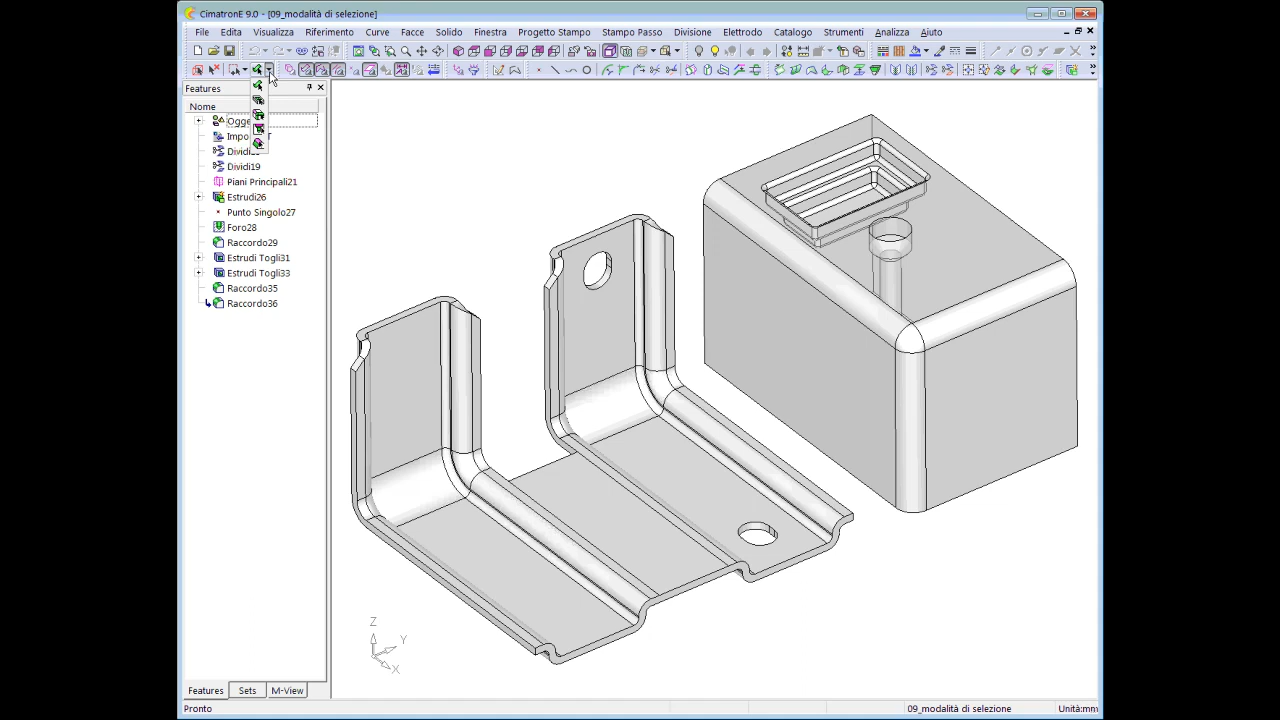 CimatronE 9.0 - [09_modalità di selezione]
File Edita Visualizza Riferimento Curve Facce Solido Finestra Progetto Stampo Stampo Passo Divisione Elettrodo Catalogo Strumenti Analizza Aiuto
Features
Nome
Ogge
Impo T
Dividi
Dividi19
Piani Principali21
Estrudi26
Punto Singolo27
Foro28
Raccordo29
Estrudi Togli31
Estrudi Togli33
Raccordo35
Raccordo36
Z
Y
X
Features Sets M-View
Pronto 09_modalità di selezione Unità:mm